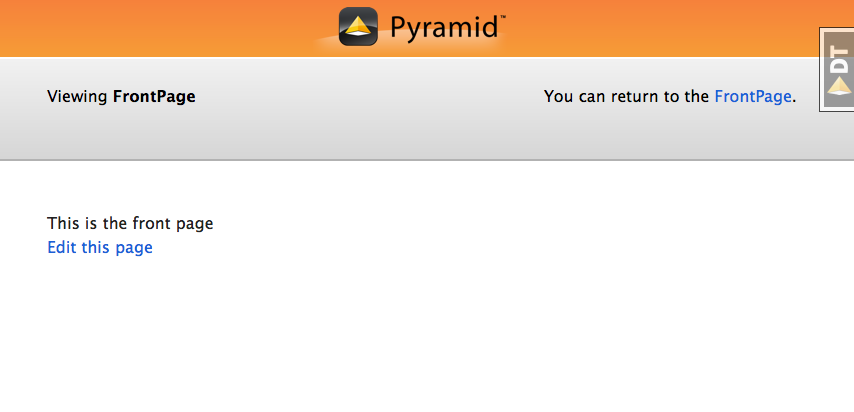 Pyramid™
Viewing FrontPage
You can return to the FrontPage.
DT
This is the front page
Edit this page